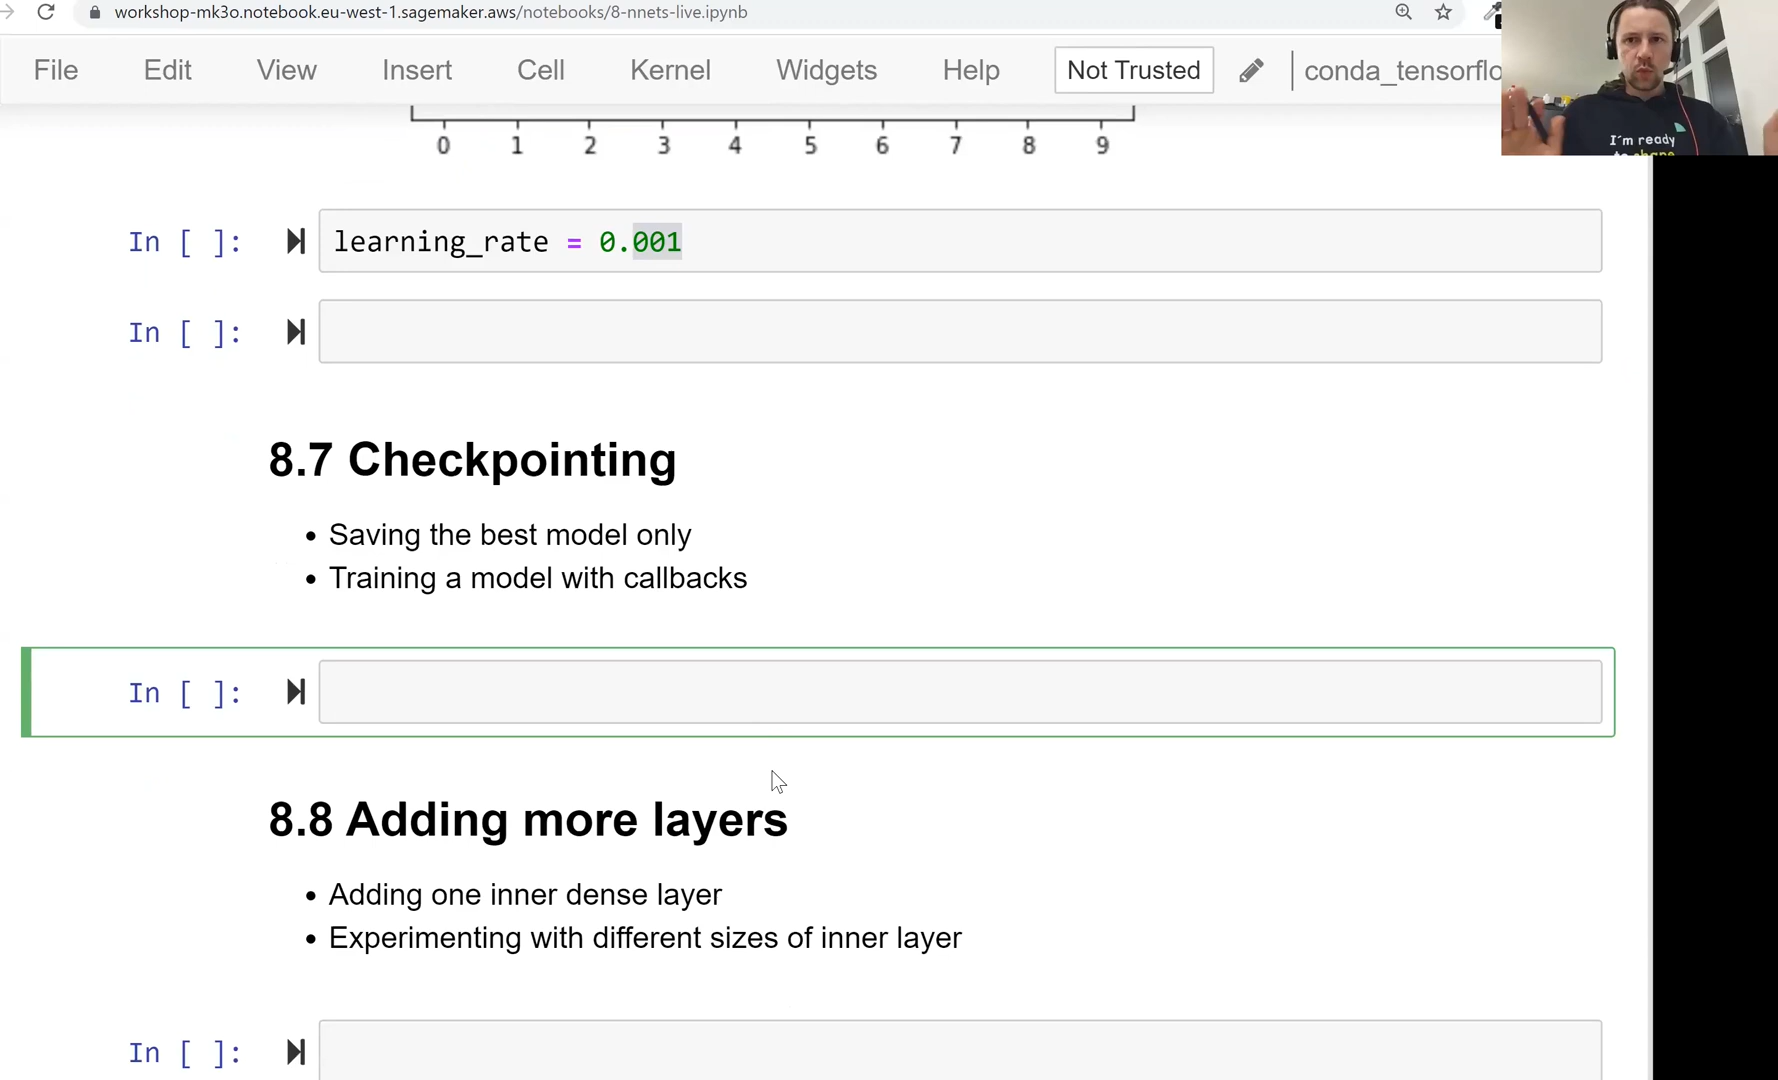 workshop-mk3o.notebook.eu-west-1.sagemaker.aws/notebooks/8-nnets-live.ipynb
File Edit View Insert Cell Kernel Widgets Help Not Trusted conda_tensorflo
I´m ready
to share
0 1 2 3 4 5 6 7 8 9
In [ ]: learning_rate = 0.001
In [ ]:
8.7 Checkpointing
• Saving the best model only
• Training a model with callbacks
In [ ]:
8.8 Adding more layers
• Adding one inner dense layer
• Experimenting with different sizes of inner layer
In [ ]: